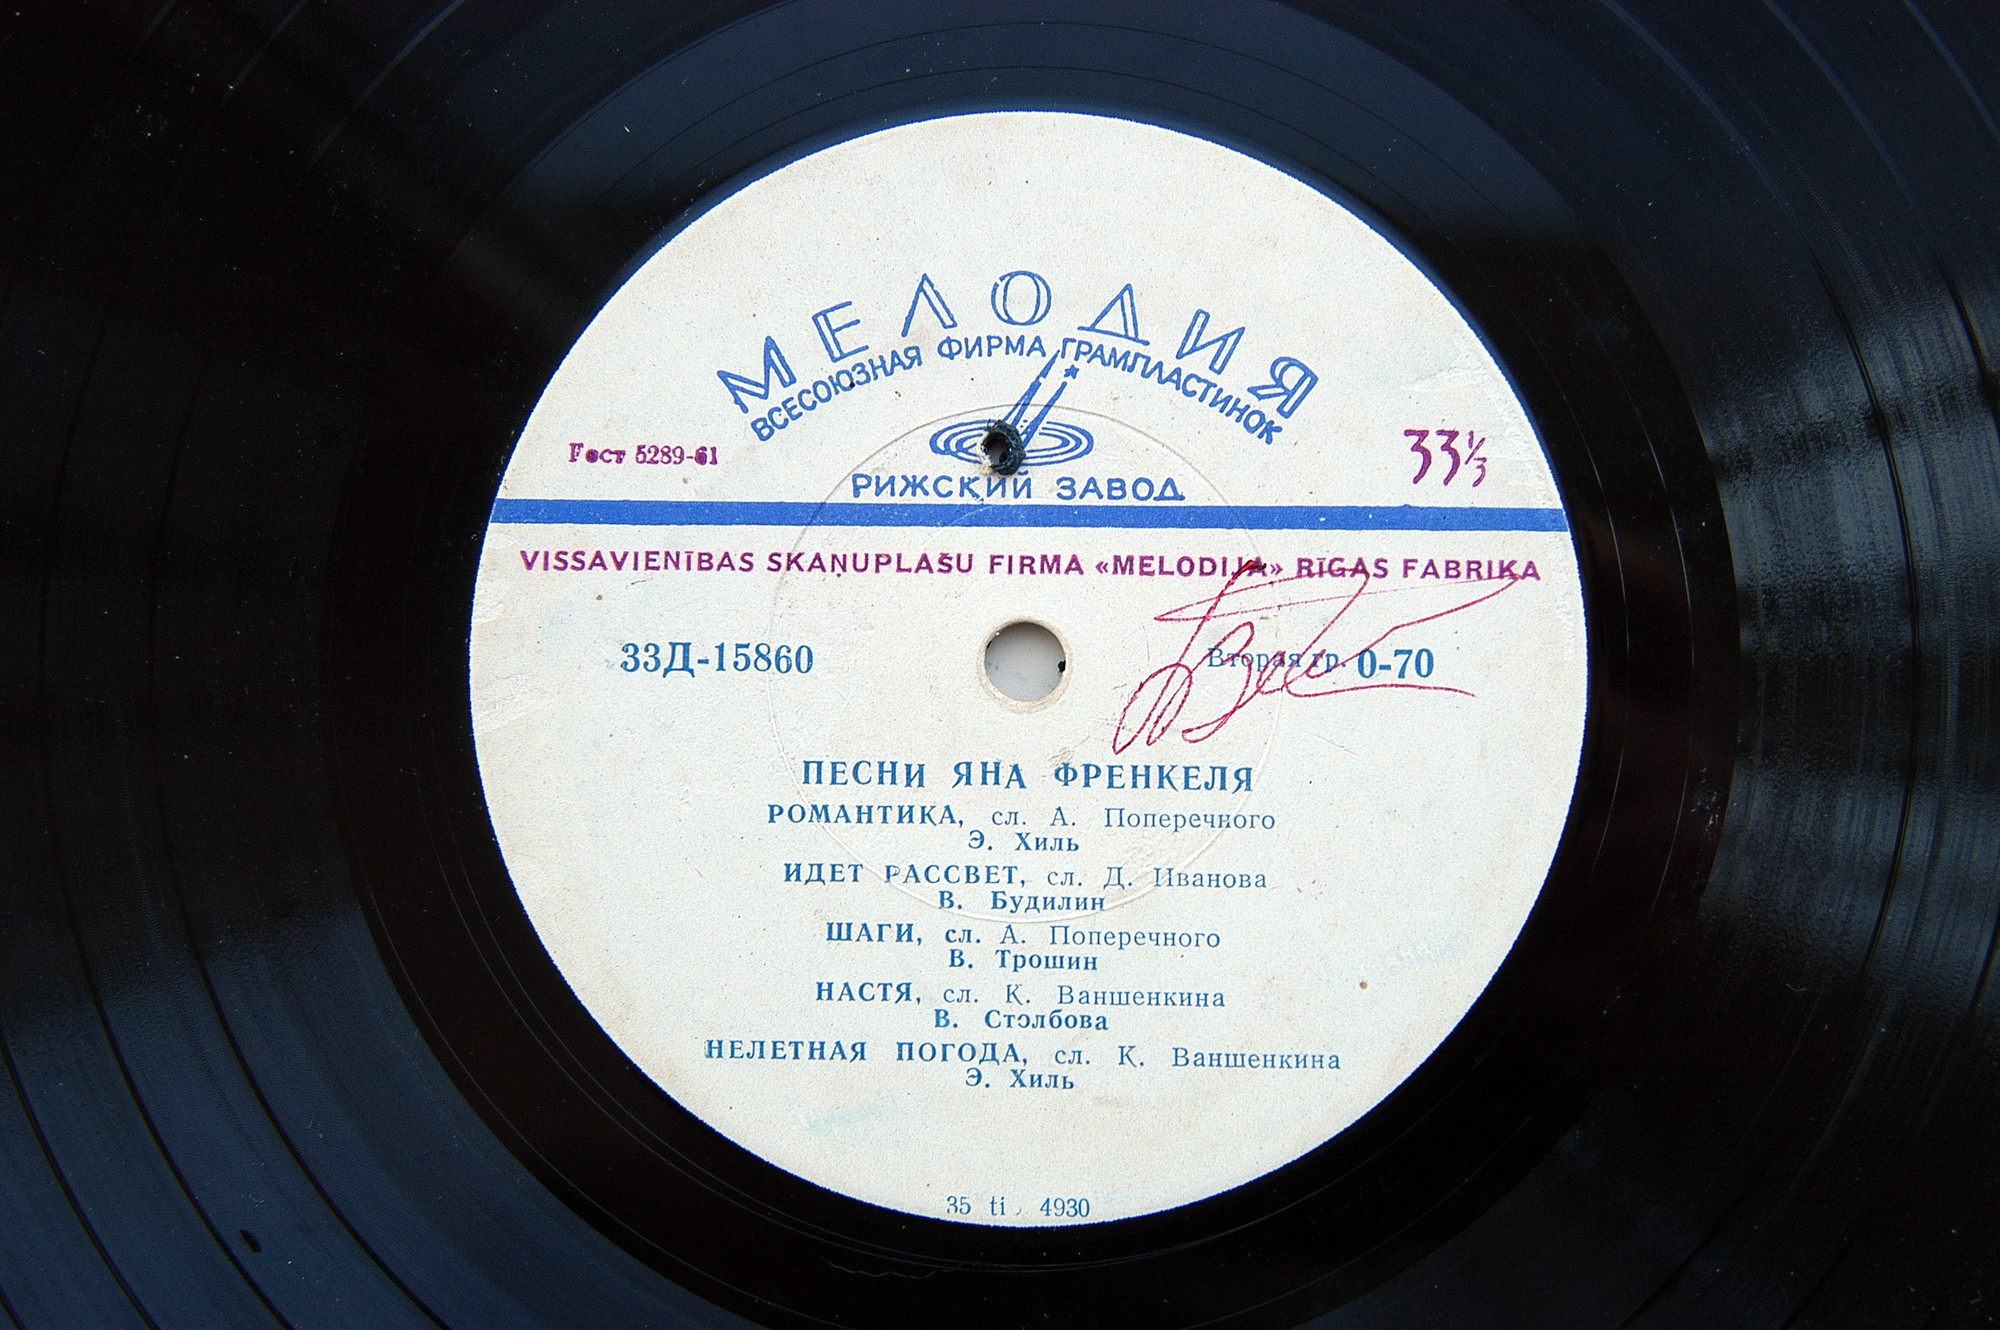 МЕЛОДИЯ
ВСЕСОЮЗНАЯ ФИРМА ГРАМПЛАСТИНОК
Гост 5289-61
33⅓
РИЖСКИЙ ЗАВОД
VISSAVIENĪBAS SKAŅUPLAŠU FIRMA «MELODIJA» RĪGAS FABRIKA
33Д-15860
Вторая гр. 0-70
ПЕСНИ ЯНА ФРЕНКЕЛЯ
РОМАНТИКА, сл. А. Поперечного
Э. Хиль
ИДЕТ РАССВЕТ, сл. Д. Иванова
В. Будилин
ШАГИ, сл. А. Поперечного
В. Трошин
НАСТЯ, сл. К. Ваншенкина
В. Столбова
НЕЛЕТНАЯ ПОГОДА, сл. К. Ваншенкина
Э. Хиль
35 ti. 4930